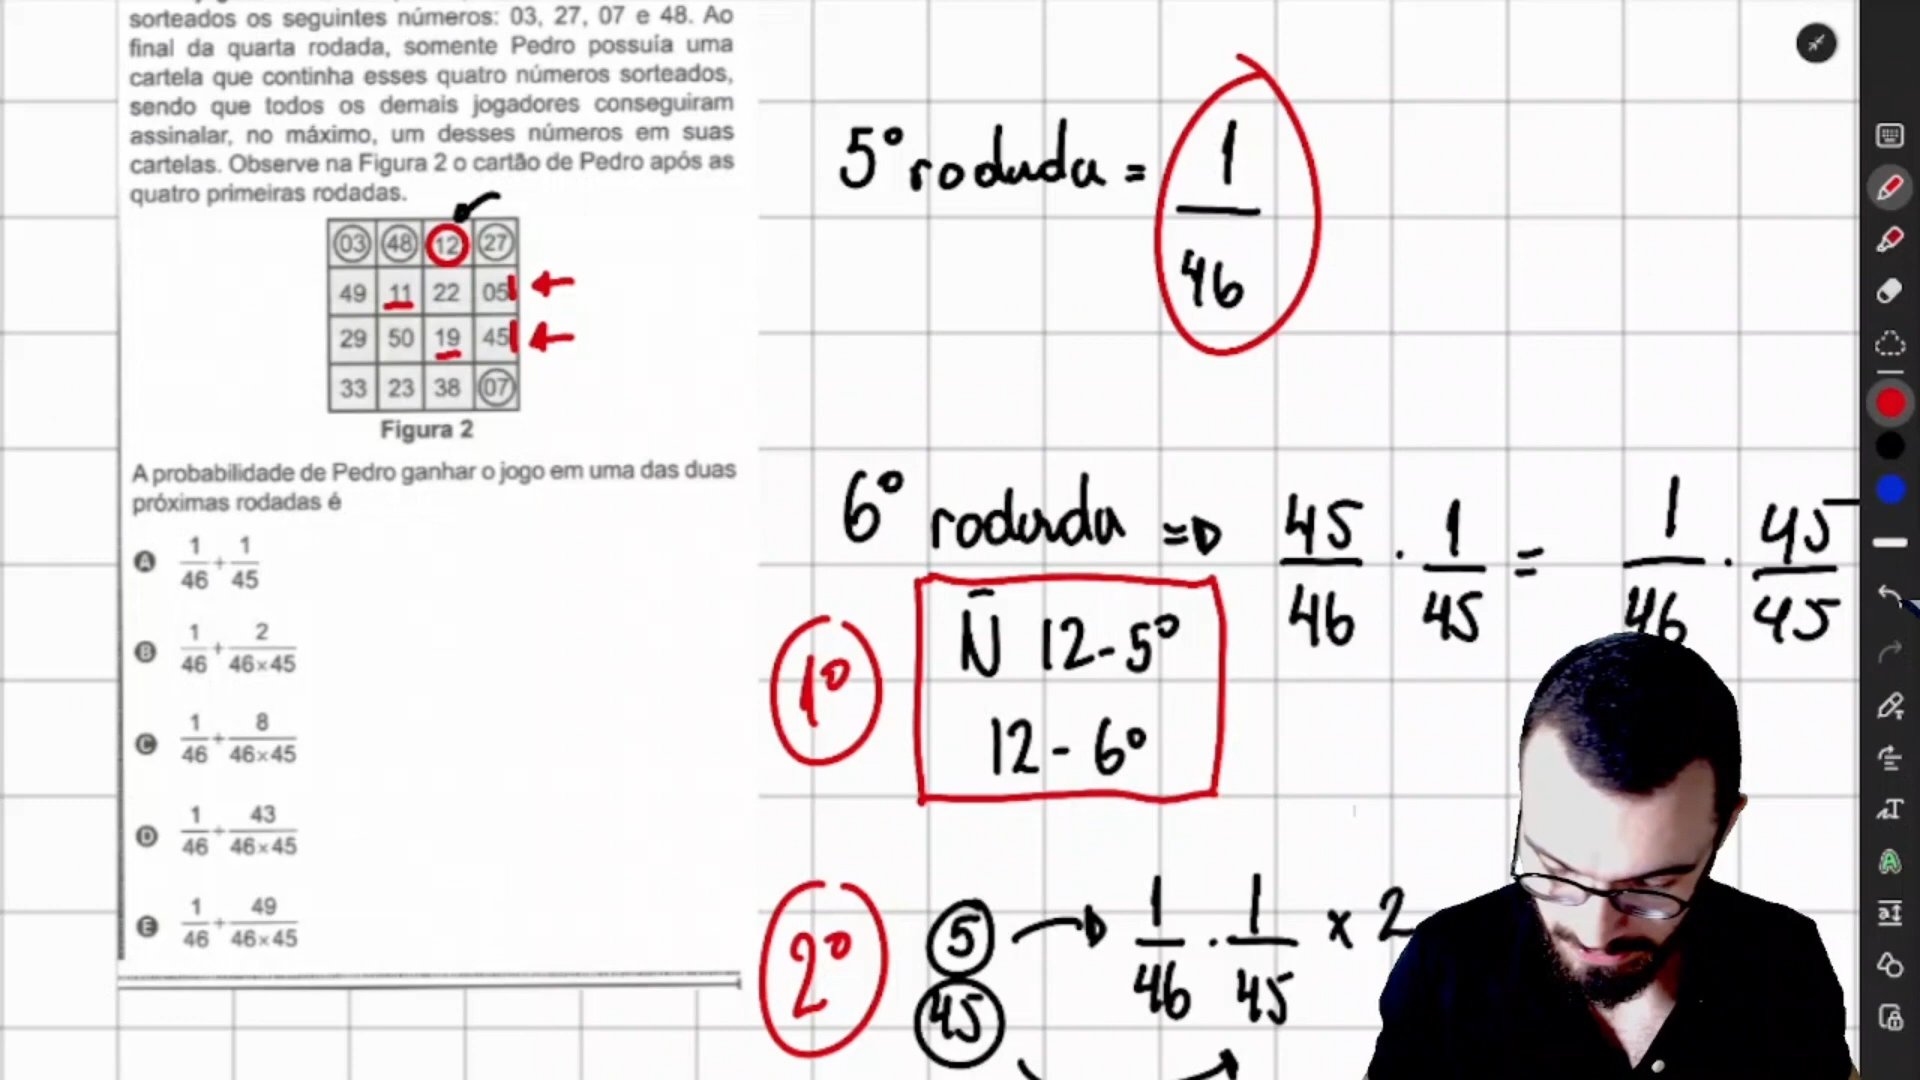 sorteados os seguintes números: 03, 27, 07 e 48. Ao
final da quarta rodada, somente Pedro possuía uma
cartela que continha esses quatro números sorteados,
sendo que todos os demais jogadores conseguiram
assinalar, no máximo, um desses números em suas
cartelas. Observe na Figura 2 o cartão de Pedro após as
quatro primeiras rodadas.
03 48 12 27
49 11 22 05
29 50 19 45
33 23 38 07
Figura 2
A probabilidade de Pedro ganhar o jogo em uma das duas
próximas rodadas é
A 1/46 + 1/45
B 1/46 + 2/46×45
C 1/46 + 8/46×45
D 1/46 + 43/46×45
E 1/46 + 49/46×45
5º rodada = 1/46
6º rodada => 45/46 . 1/45 = 1/46 . 45/45
1º
N̄ 12-5º
12-6º
2º
5 → 1/46 . 1/45 x 2
45